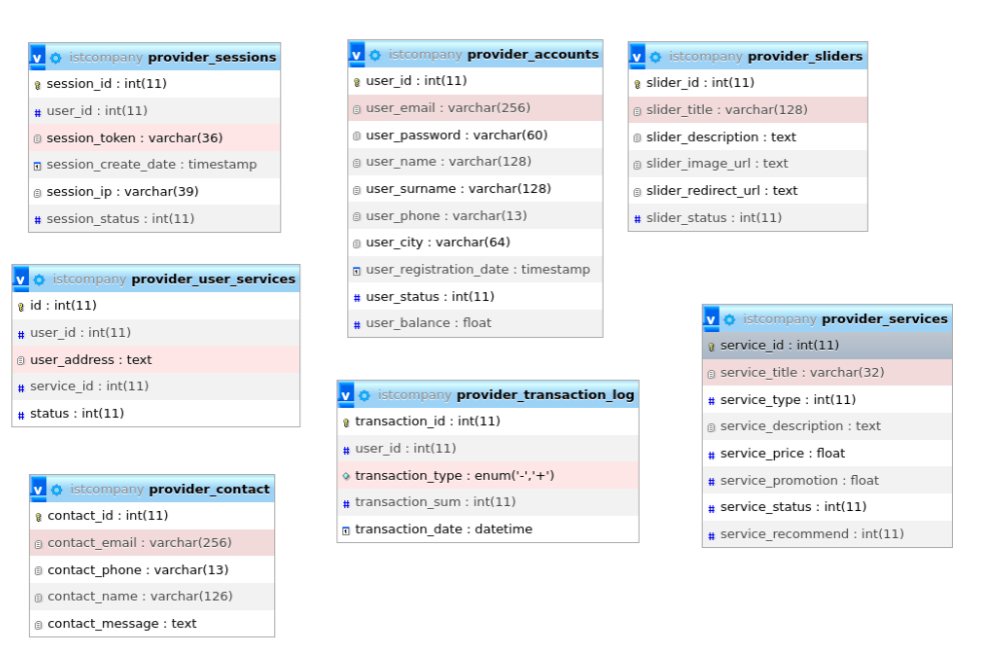 istcompany provider_sessions
session_id : int(11)
user_id : int(11)
session_token : varchar(36)
session_create_date : timestamp
session_ip : varchar(39)
session_status : int(11)
istcompany provider_accounts
user_id : int(11)
user_email : varchar(256)
user_password : varchar(60)
user_name : varchar(128)
user_surname : varchar(128)
user_phone : varchar(13)
user_city : varchar(64)
user_registration_date : timestamp
user_status : int(11)
user_balance : float
istcompany provider_sliders
slider_id : int(11)
slider_title : varchar(128)
slider_description : text
slider_image_url : text
slider_redirect_url : text
slider_status : int(11)
istcompany provider_user_services
id : int(11)
user_id : int(11)
user_address : text
service_id : int(11)
status : int(11)
istcompany provider_transaction_log
transaction_id : int(11)
user_id : int(11)
transaction_type : enum('-','+')
transaction_sum : int(11)
transaction_date : datetime
istcompany provider_services
service_id : int(11)
service_title : varchar(32)
service_type : int(11)
service_description : text
service_price : float
service_promotion : float
service_status : int(11)
service_recommend : int(11)
istcompany provider_contact
contact_id : int(11)
contact_email : varchar(256)
contact_phone : varchar(13)
contact_name : varchar(126)
contact_message : text